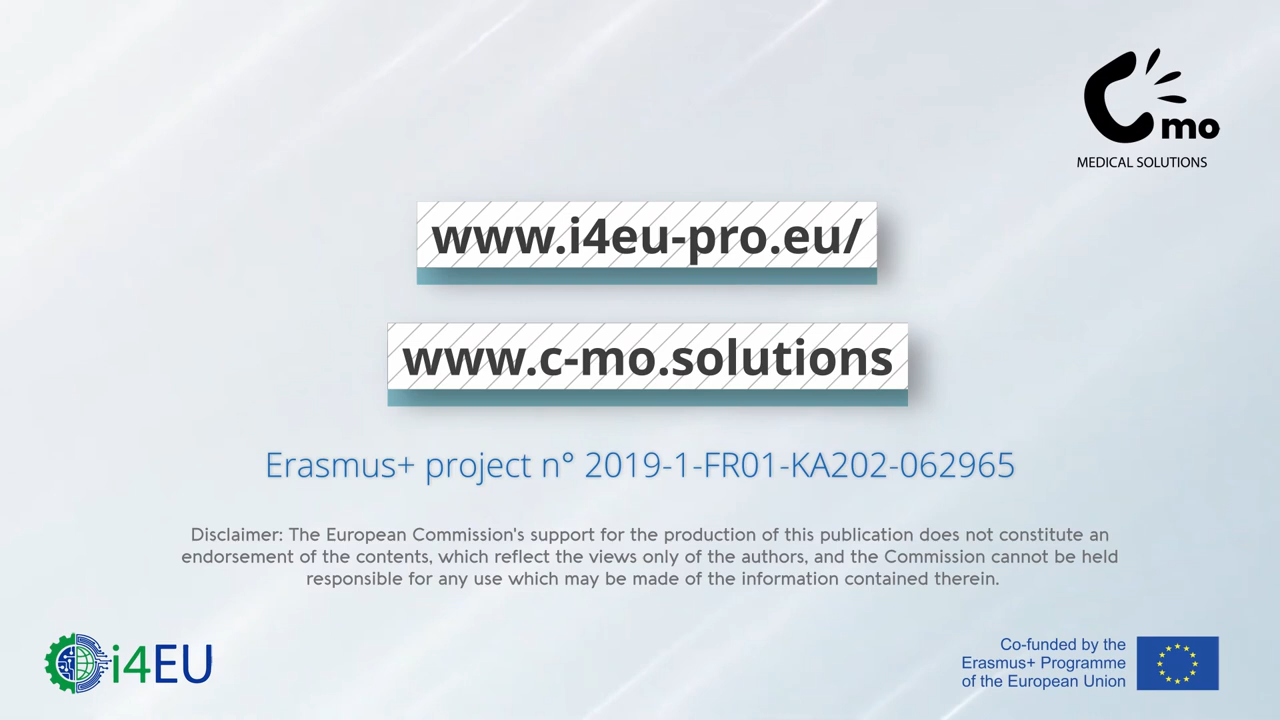 Cmo
MEDICAL SOLUTIONS
www.i4eu-pro.eu/
www.c-mo.solutions
Erasmus+ project n° 2019-1-FR01-KA202-062965
Disclaimer: The European Commission's support for the production of this publication does not constitute an
endorsement of the contents, which reflect the views only of the authors, and the Commission cannot be held
responsible for any use which may be made of the information contained therein.
i4EU
Co-funded by the
Erasmus+ Programme
of the European Union